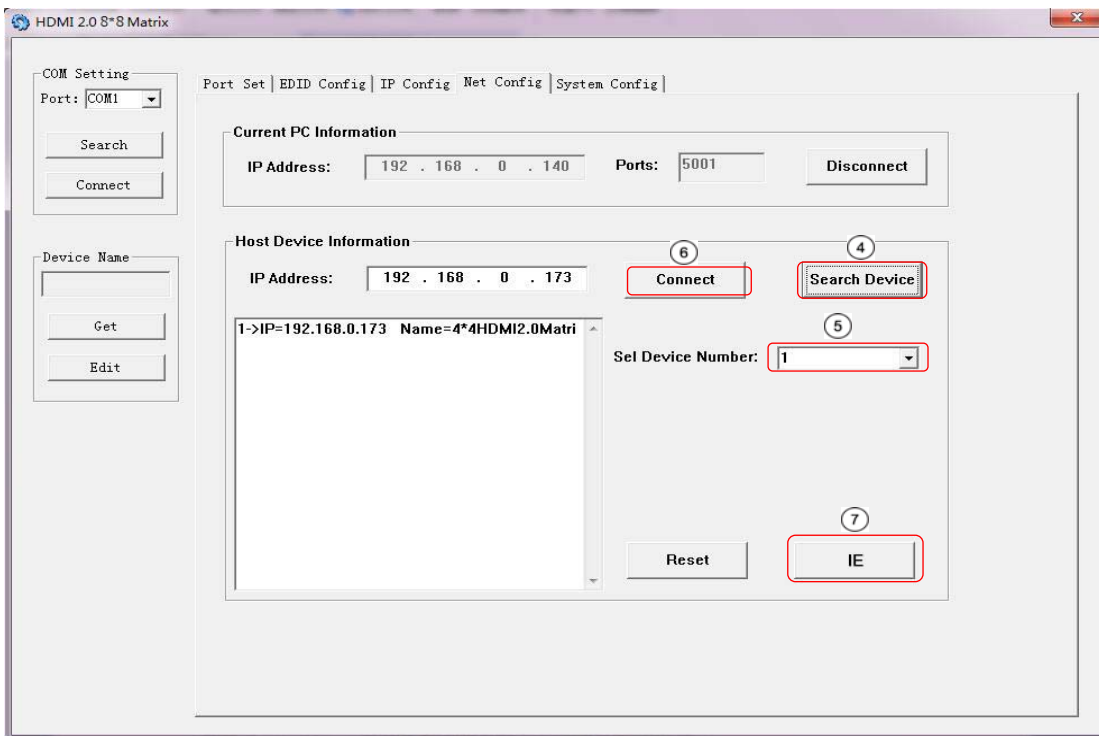 HDMI 2.0 8*8 Matrix
COM Setting
Port: COM1
Search
Connect
Device Name
Get
Edit
Port Set EDID Config IP Config Net Config System Config
Current PC Information
IP Address: 192 . 168 . 0 . 140 Ports: 5001 Disconnect
Host Device Information
6 4
IP Address: 192 . 168 . 0 . 173 Connect Search Device
1->IP=192.168.0.173 Name=4*4HDMI2.0Matri
5
Sel Device Number: 1
7
Reset IE